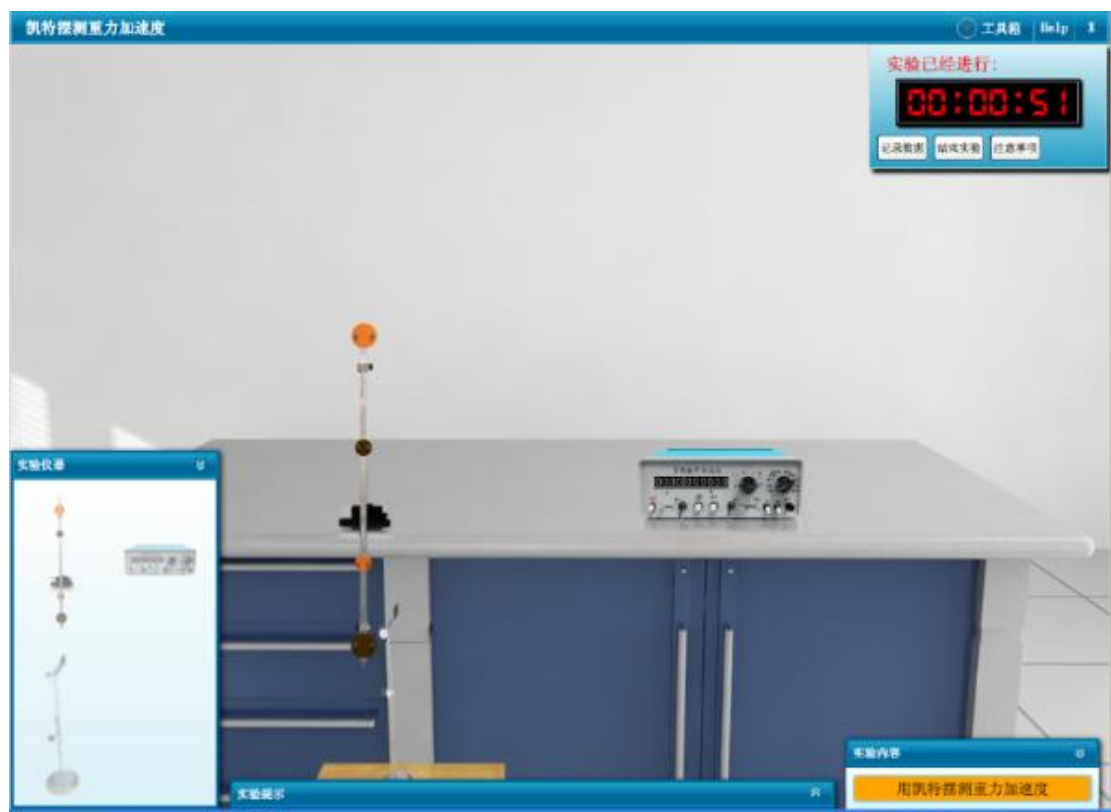 凯特摆测重力加速度
工具箱 Help X
实验已经进行:
00:00:51
记录数据 结束实验 注意事项
实验仪器
实验内容
用凯特摆测重力加速度
实验提示